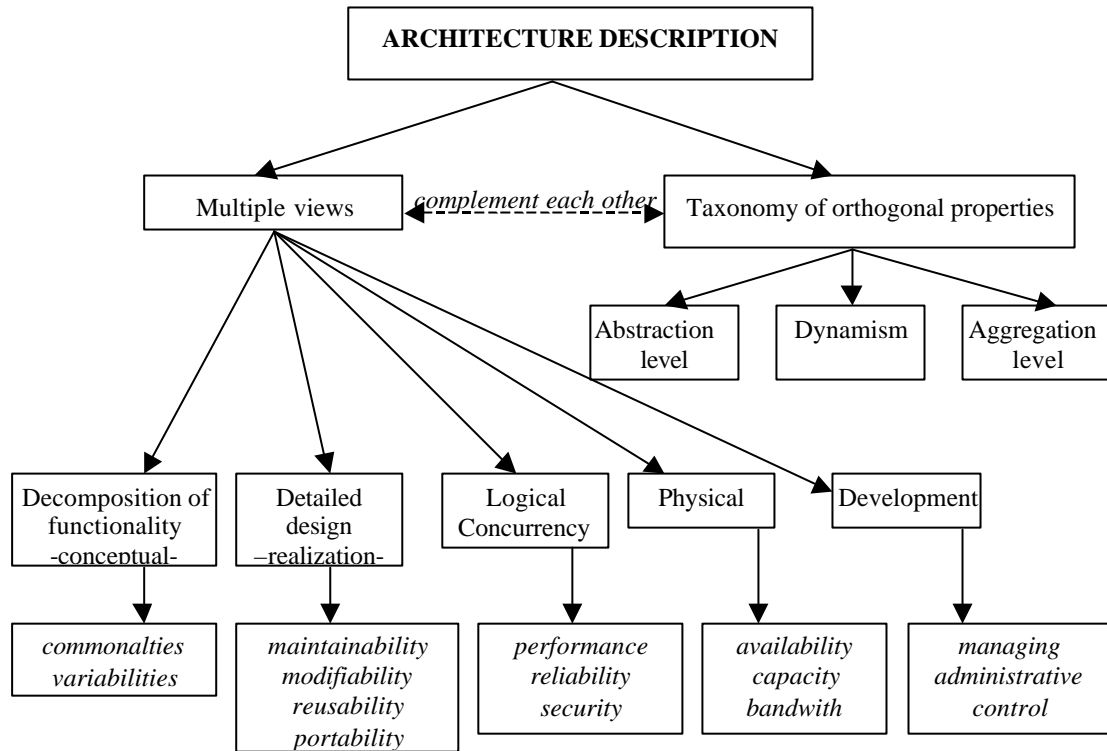 ARCHITECTURE DESCRIPTION
Multiple views
complement each other
Taxonomy of orthogonal properties
Abstraction
level
Dynamism
Aggregation
level
Decomposition of
functionality
-conceptual-
Detailed
design
–realization-
Logical
Concurrency
Physical
Development
commonalties
variabilities
maintainability
modifiability
reusability
portability
performance
reliability
security
availability
capacity
bandwith
managing
administrative
control